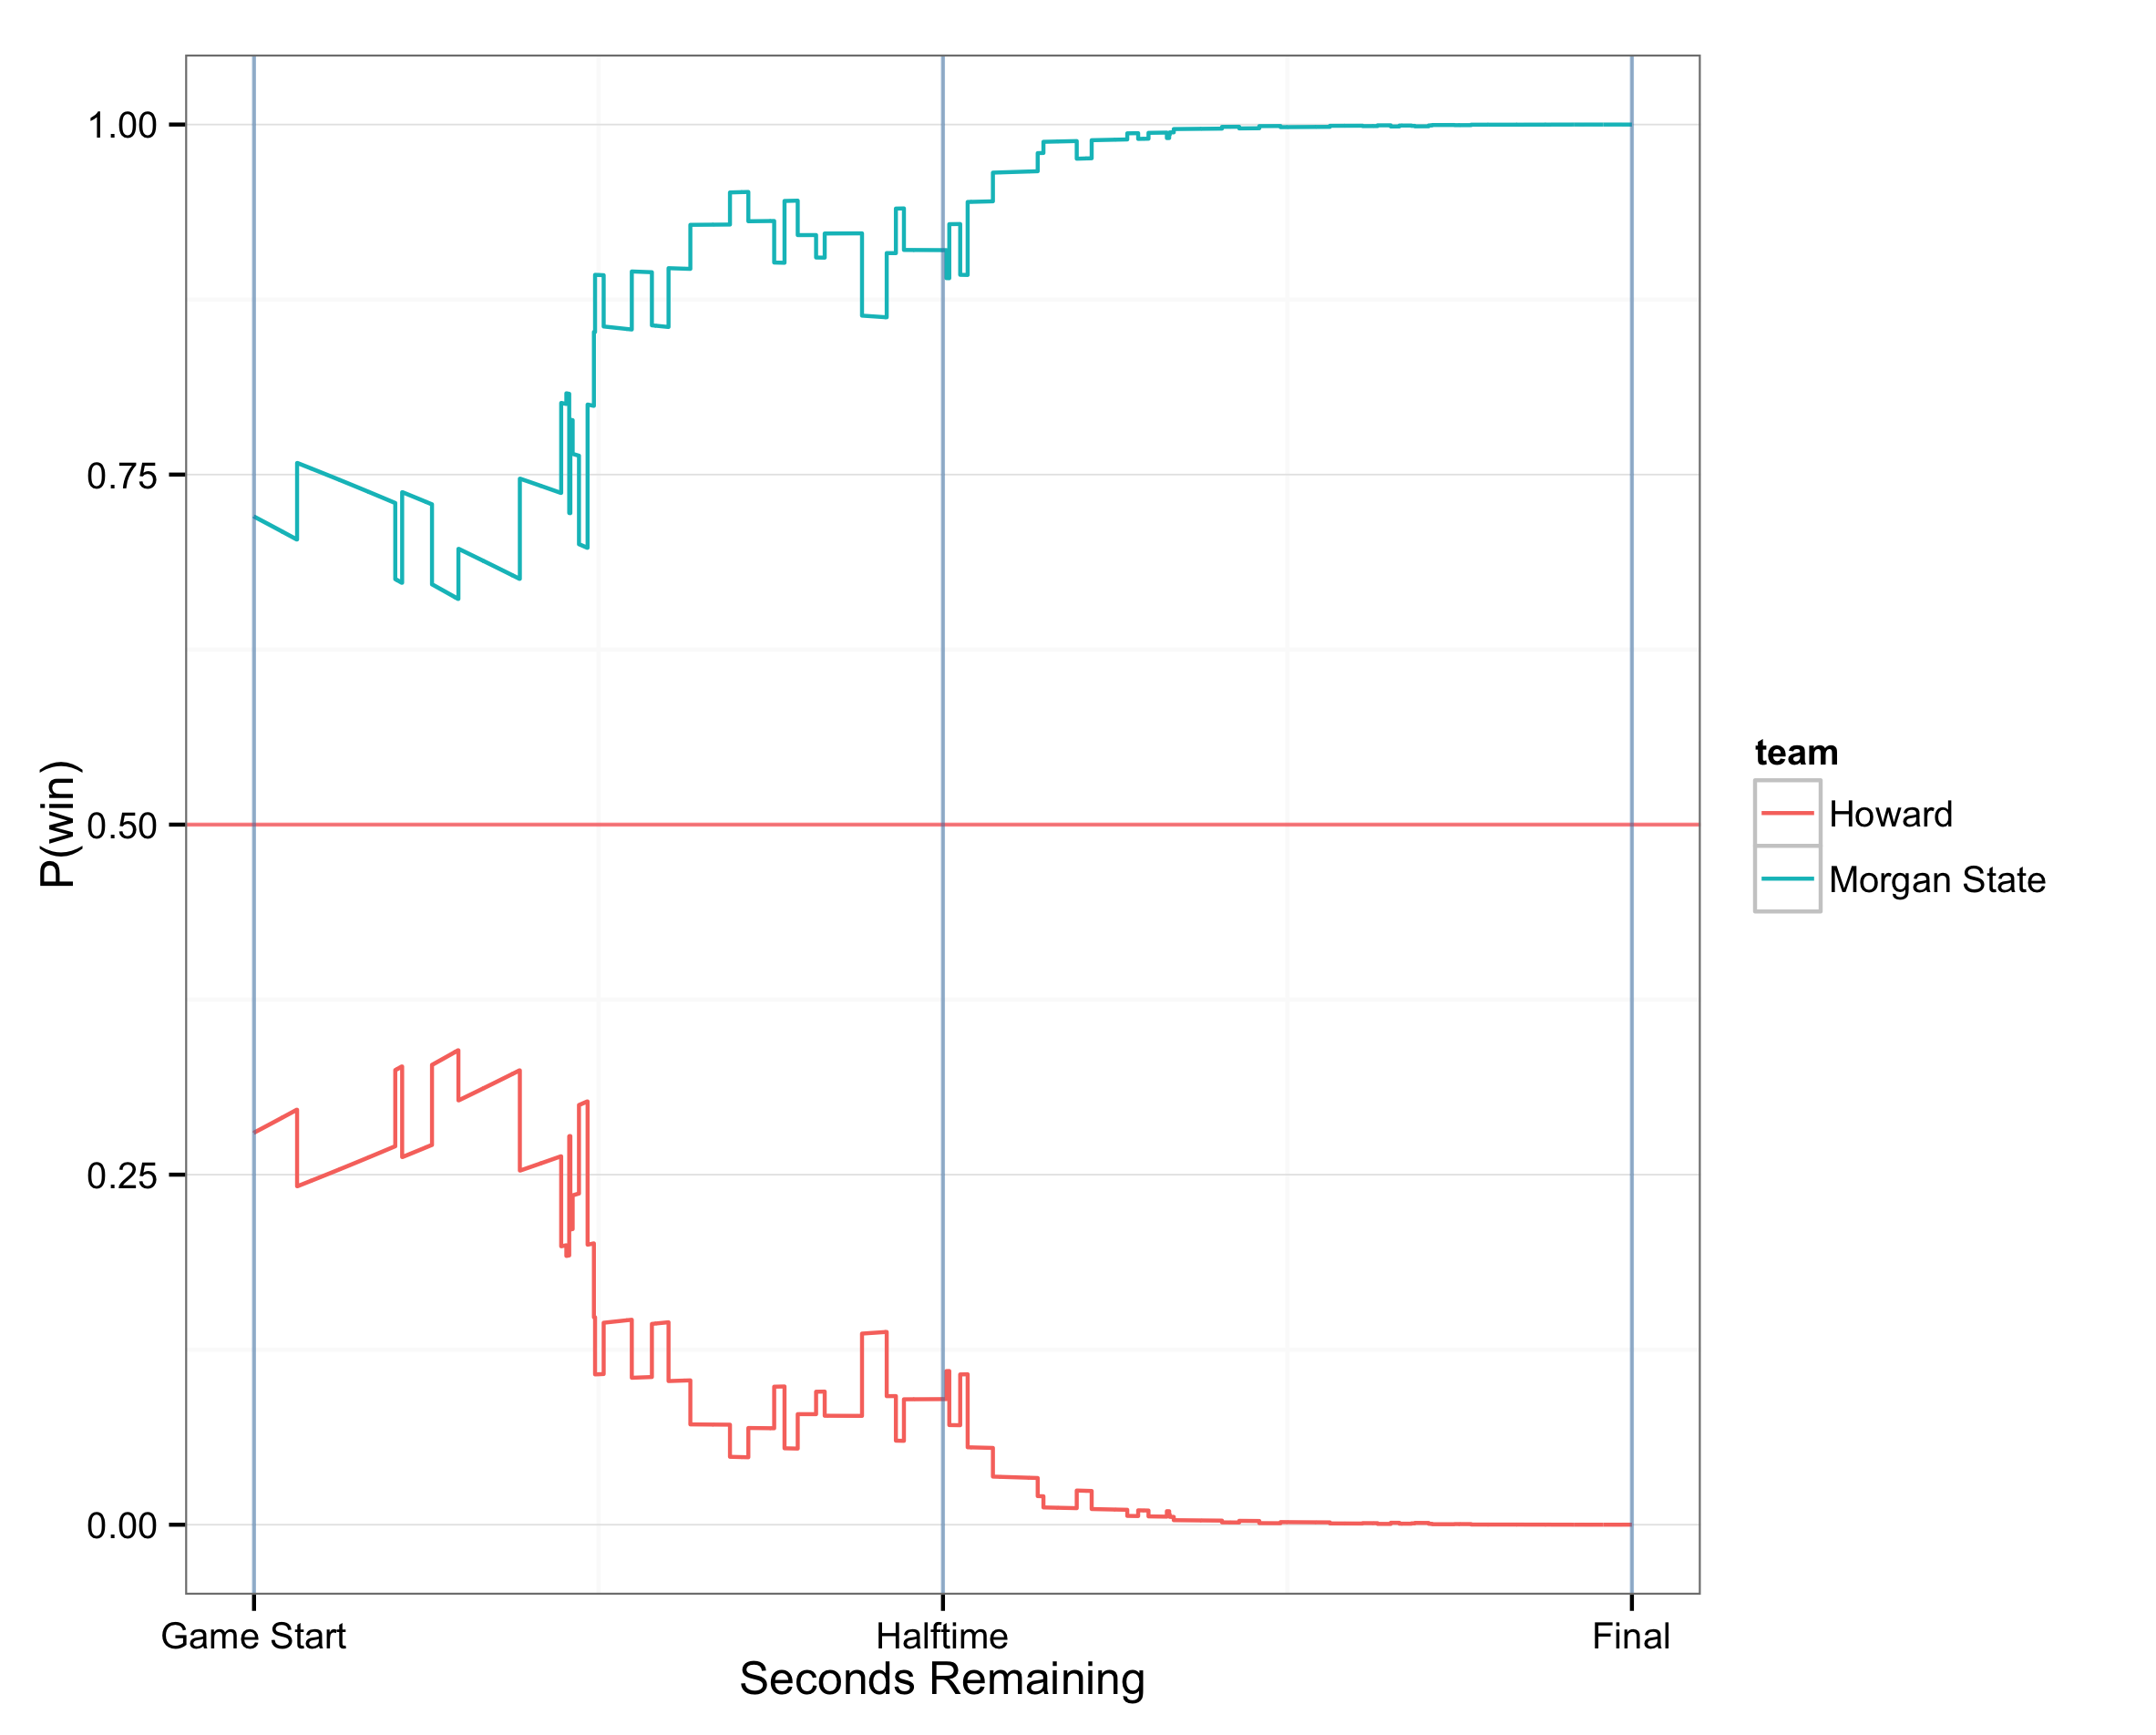 P(win)
1.00
0.75
0.50
0.25
0.00
Game Start
Halftime
Final
Seconds Remaining
team
Howard
Morgan State